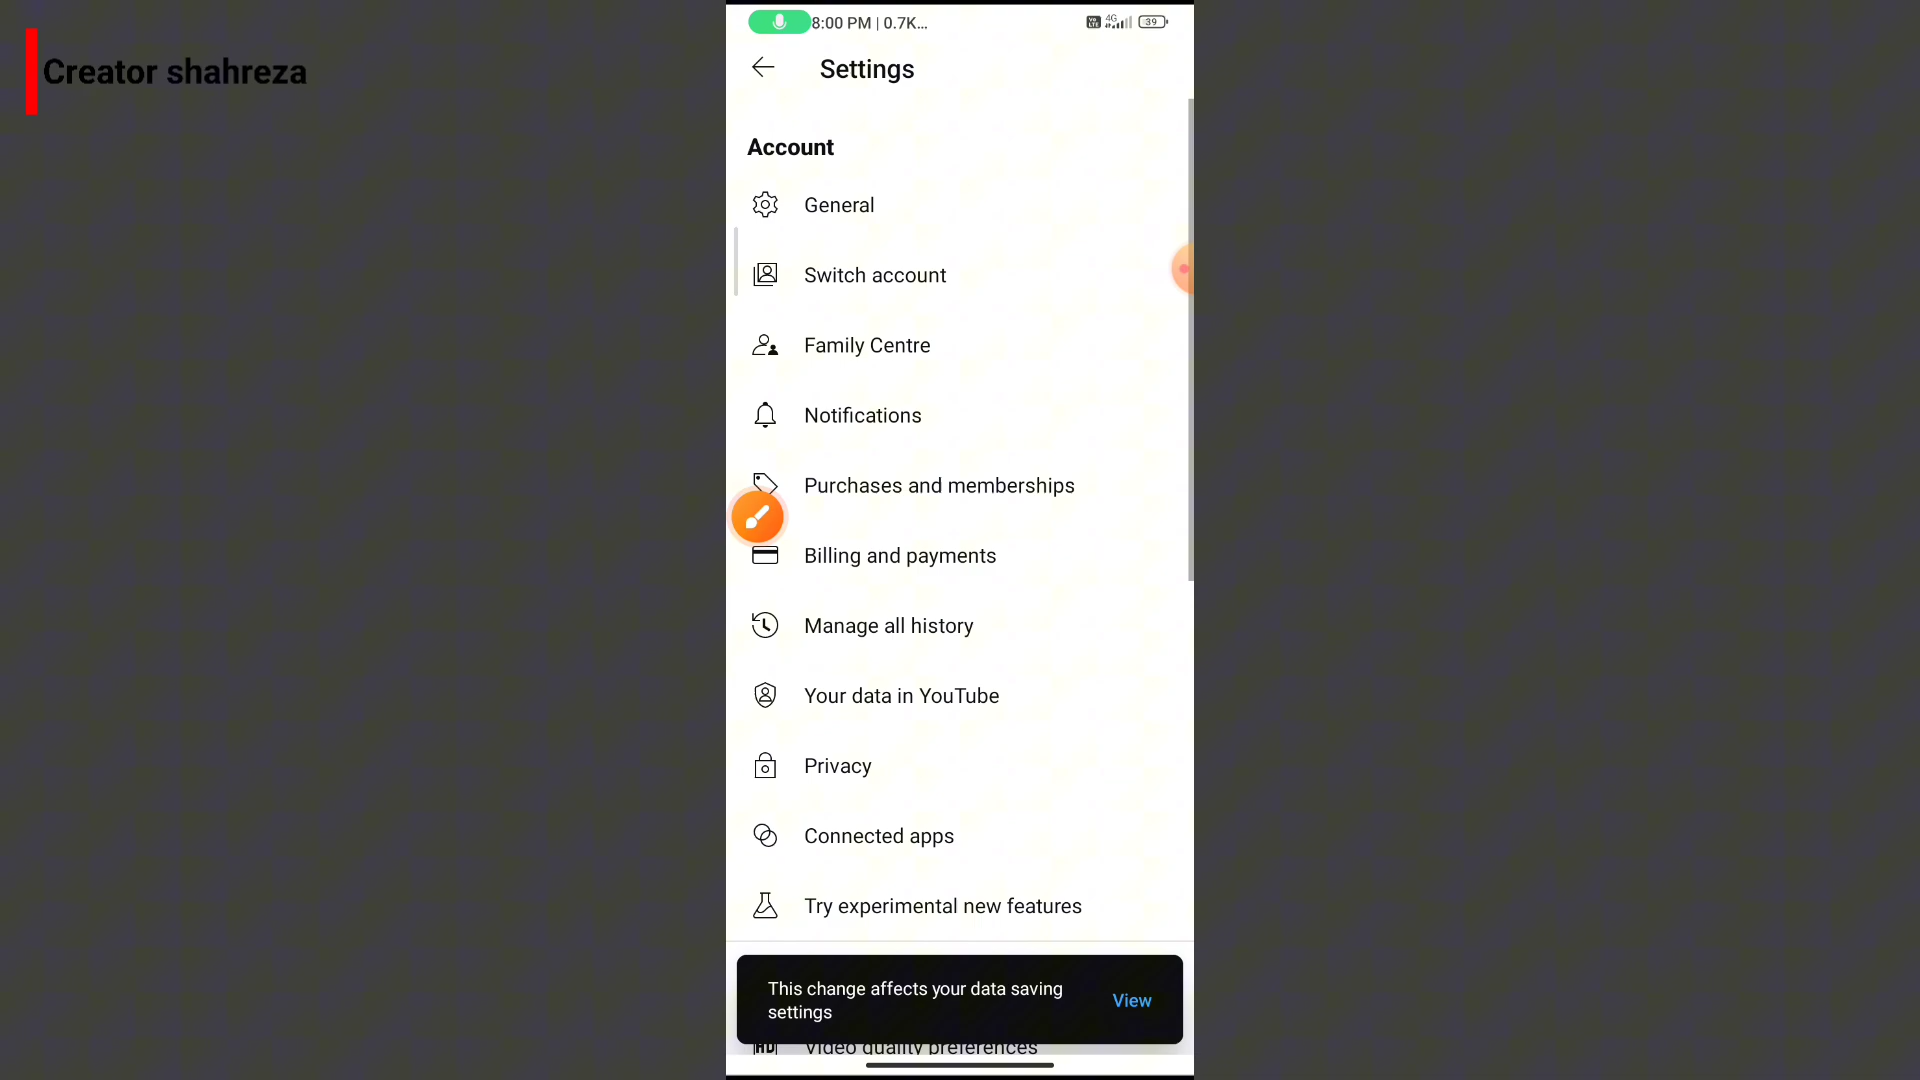 Creator shahreza
8:00 PM | 0.7K...
4G
39
Settings
Account
General
Switch account
Family Centre
Notifications
Purchases and memberships
Billing and payments
Manage all history
Your data in YouTube
Privacy
Connected apps
Try experimental new features
This change affects your data saving
settings
View
Video quality preferences